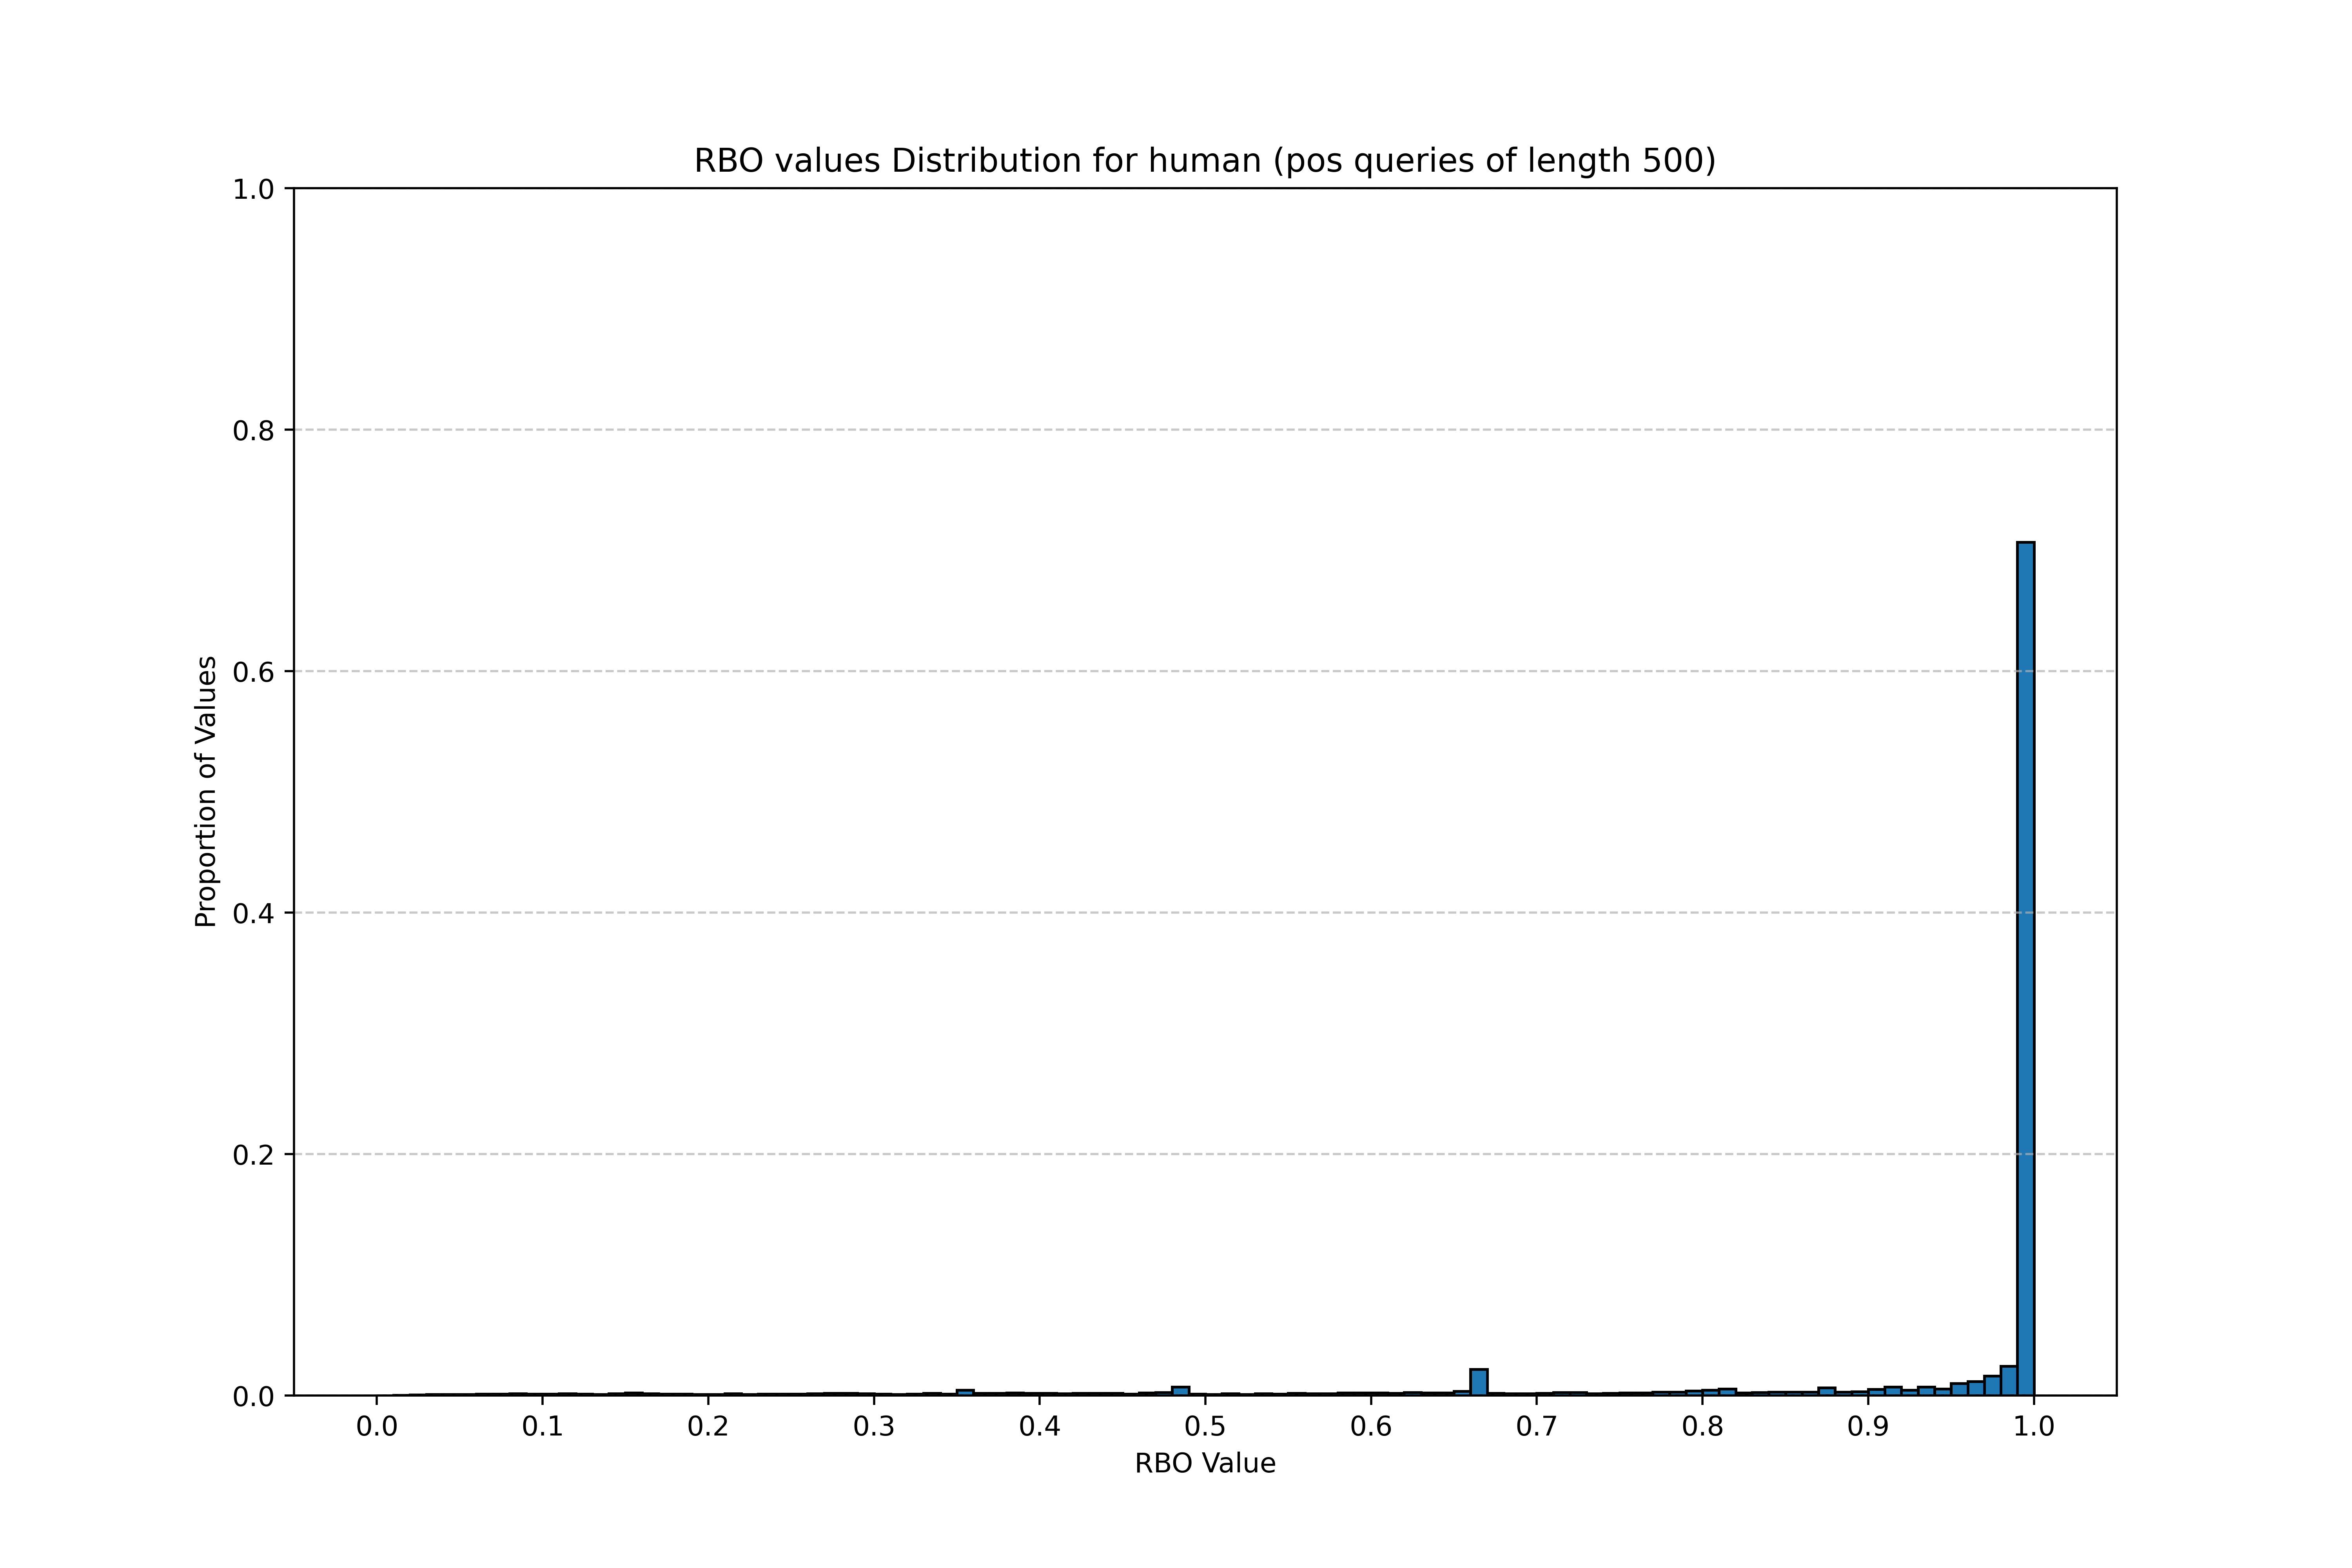 RBO values Distribution for human (pos queries of length 500)
1.0
0.8
0.6
0.4
0.2
0.0
Proportion of Values
0.0 0.1 0.2 0.3 0.4 0.5 0.6 0.7 0.8 0.9 1.0
RBO Value